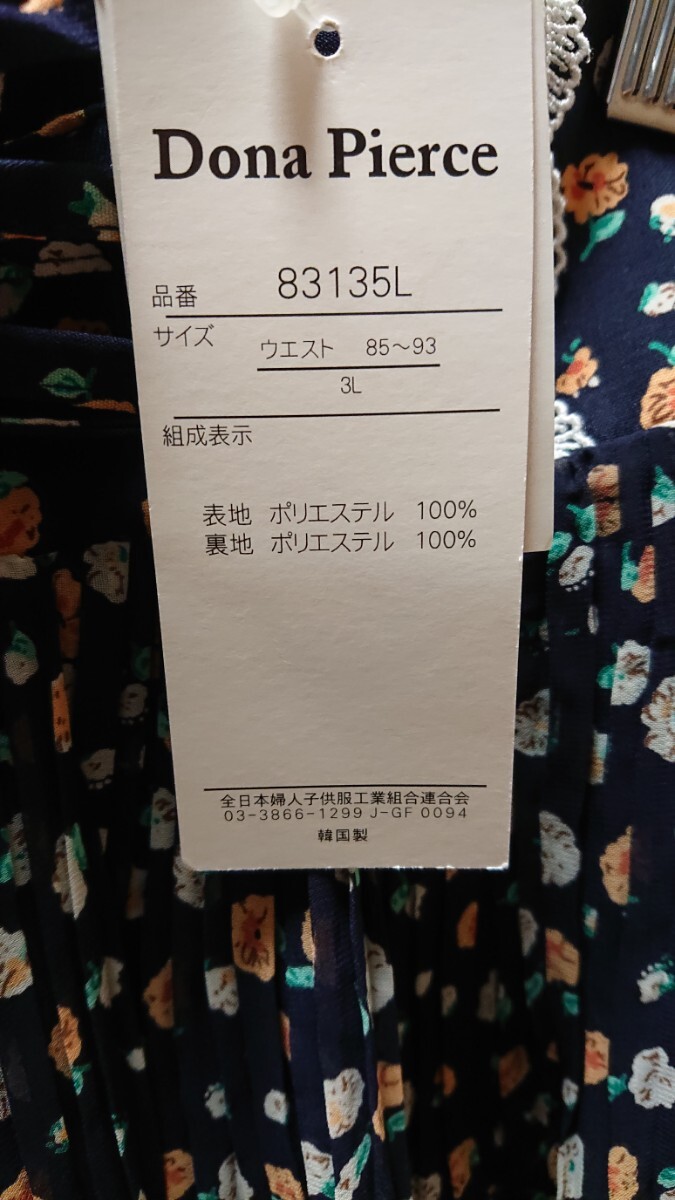 Dona Pierce
品番 83135L
サイズ ウエスト 85〜93
3L
組成表示
表地 ポリエステル 100%
裏地 ポリエステル 100%
全日本婦人子供服工業組合連合会
03-3866-1299 J-GF 0094
韓国製